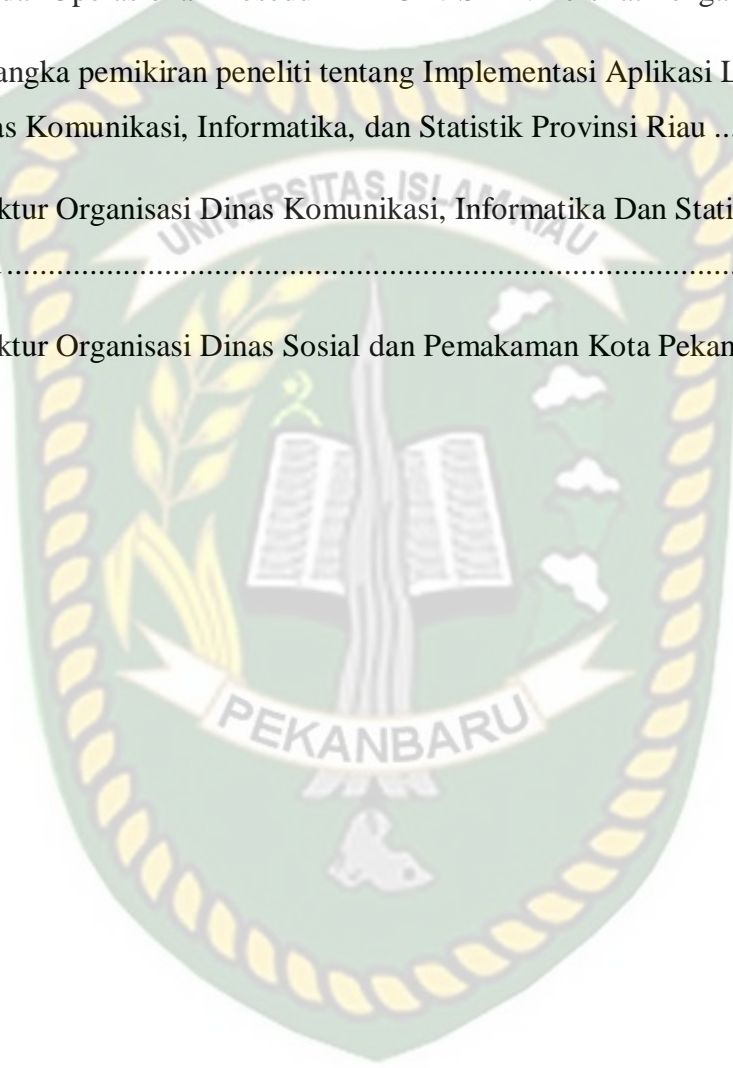 angka pemikiran peneliti tentang Implementasi Aplikasi L
as Komunikasi, Informatika, dan Statistik Provinsi Riau ...
UNIVERSITAS ISLAM RIAU
ktur Organisasi Dinas Komunikasi, Informatika Dan Stati
ktur Organisasi Dinas Sosial dan Pemakaman Kota Pekan
PEKANBARU